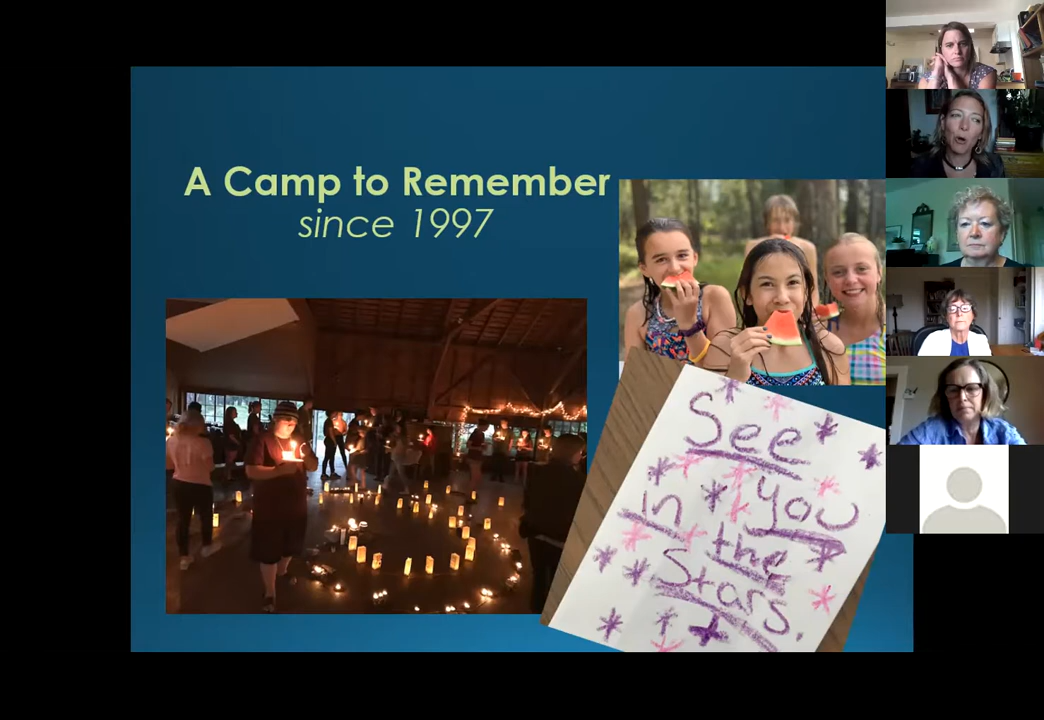 A Camp to Remember
since 1997
See
You
in
the
Stars.